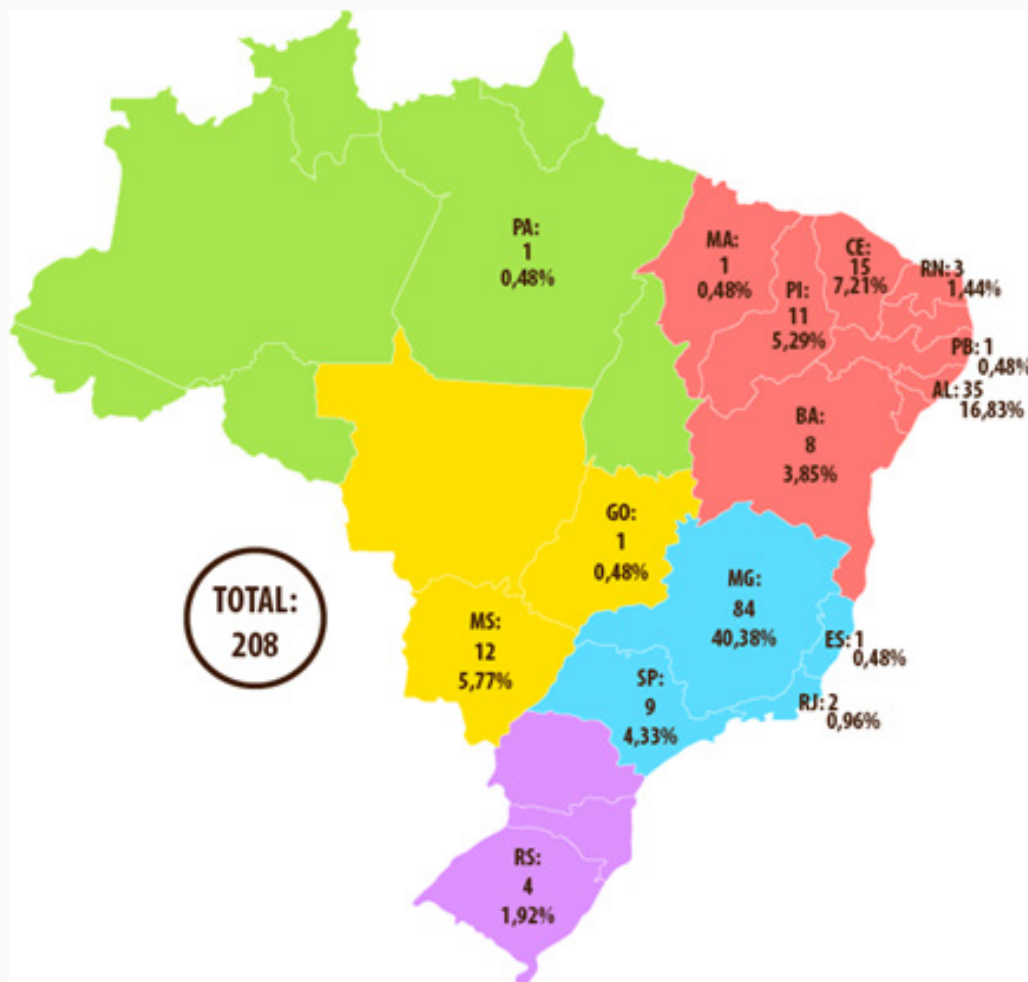 PA:
1
0,48%
MA:
1
0,48%
PI:
11
5,29%
CE:
15
7,21%
RN: 3
1,44%
PB: 1
0,48%
AL: 35
16,83%
BA:
8
3,85%
GO:
1
0,48%
MG:
84
40,38%
TOTAL:
208
MS:
12
5,77%
ES: 1
0,48%
SP:
9
4,33%
RJ: 2
0,96%
RS:
4
1,92%